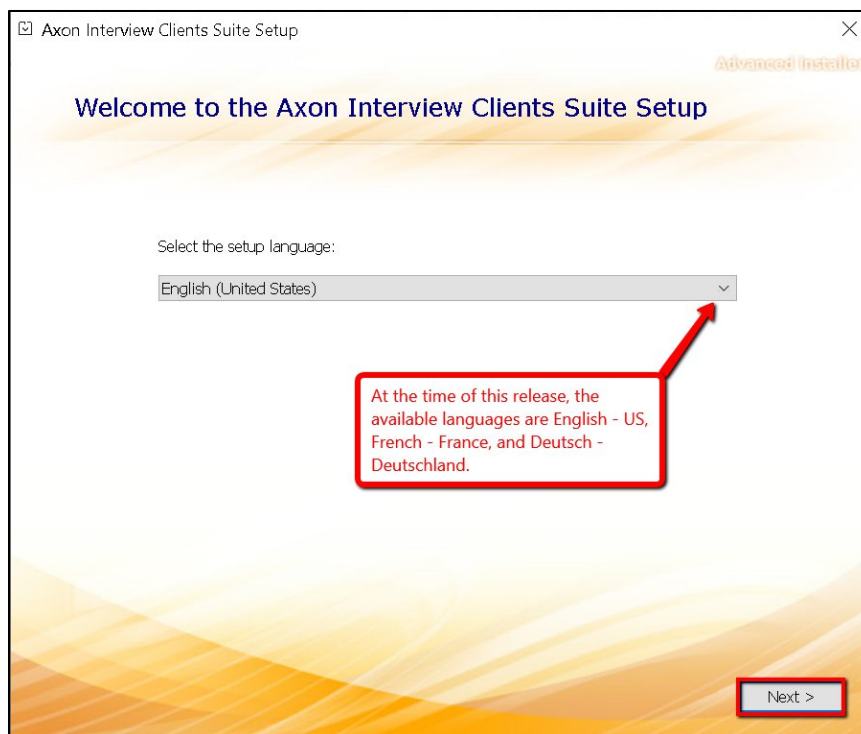 Axon Interview Clients Suite Setup
Advanced Installer
Welcome to the Axon Interview Clients Suite Setup
Select the setup language:
English (United States)
At the time of this release, the
available languages are English - US,
French - France, and Deutsch -
Deutschland.
Next >